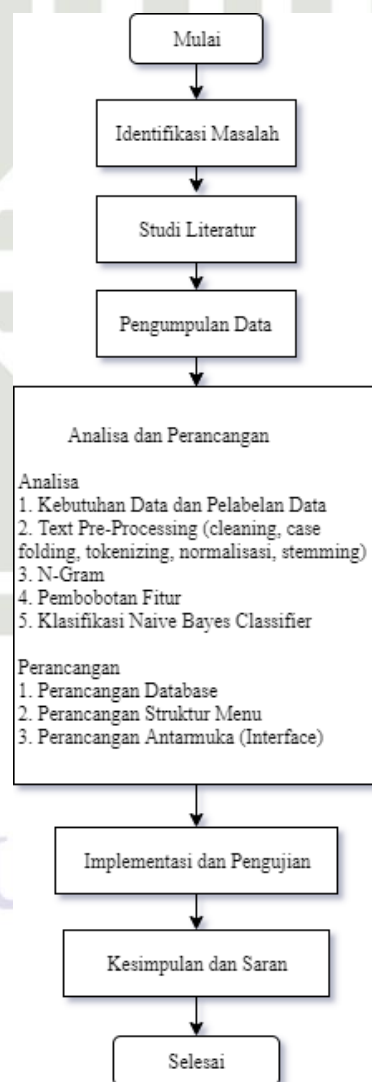 Mulai
Identifikasi Masalah
Studi Literatur
Pengumpulan Data
Analisa dan Perancangan
Analisa
1. Kebutuhan Data dan Pelabelan Data
2. Text Pre-Processing (cleaning, case
folding, tokenizing, normalisasi, stemming)
3. N-Gram
4. Pembobotan Fitur
5. Klasifikasi Naive Bayes Classifier
Perancangan
1. Perancangan Database
2. Perancangan Struktur Menu
3. Perancangan Antarmuka (Interface)
Implementasi dan Pengujian
Kesimpulan dan Saran
Selesai